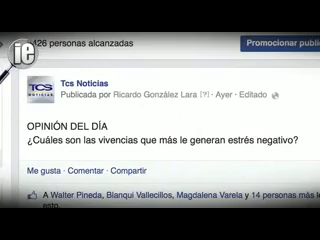 ie
426 personas alcanzadas
Promocionar public
TCS
NOTICIAS
Tcs Noticias
Publicada por Ricardo González Lara [?] · Ayer · Editado
OPINIÓN DEL DÍA
¿Cuáles son las vivencias que más le generan estrés negativo?
Me gusta · Comentar · Compartir
A Walter Pineda, Blanqui Vallecillos, Magdalena Varela y 14 personas más le
esto.